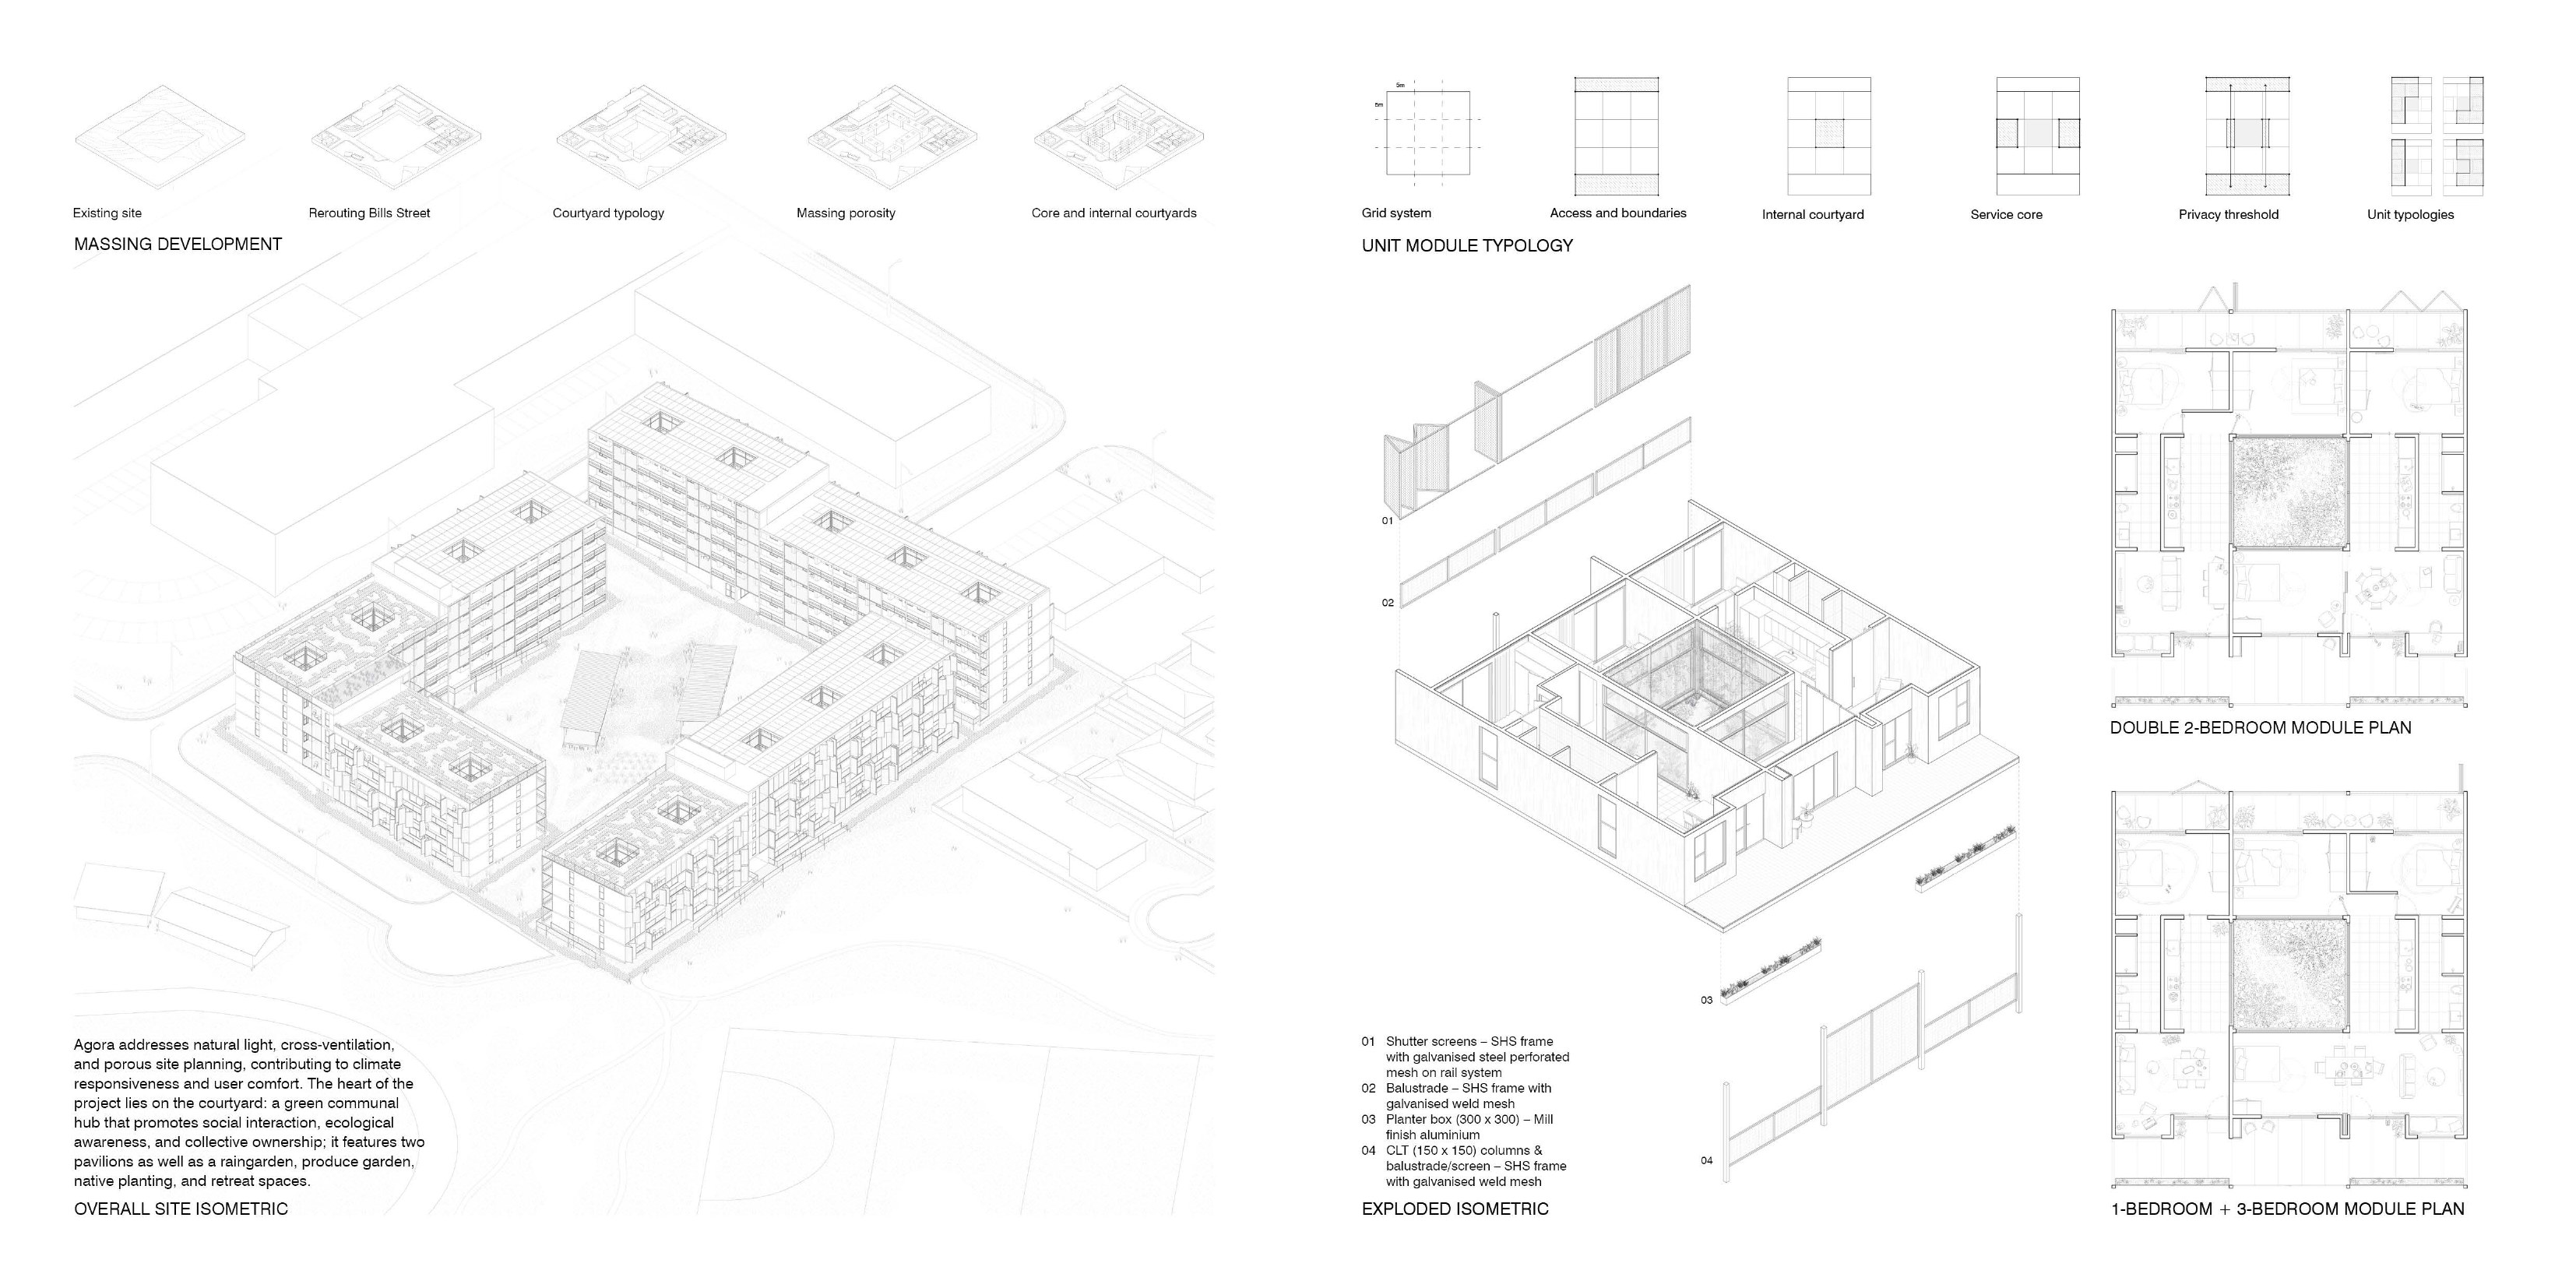 Existing site
Rerouting Bills Street
Courtyard typology
Massing porosity
Core and internal courtyards
MASSING DEVELOPMENT
5m
5m
Grid system
Access and boundaries
Internal courtyard
Service core
Privacy threshold
Unit typologies
UNIT MODULE TYPOLOGY
Agora addresses natural light, cross-ventilation,
and porous site planning, contributing to climate
responsiveness and user comfort. The heart of the
project lies on the courtyard: a green communal
hub that promotes social interaction, ecological
awareness, and collective ownership; it features two
pavilions as well as a raingarden, produce garden,
native planting, and retreat spaces.
OVERALL SITE ISOMETRIC
01
02
03
04
01 Shutter screens – SHS frame
with galvanised steel perforated
mesh on rail system
02 Balustrade – SHS frame with
galvanised weld mesh
03 Planter box (300 x 300) – Mill
finish aluminium
04 CLT (150 x 150) columns &
balustrade/screen – SHS frame
with galvanised weld mesh
EXPLODED ISOMETRIC
DOUBLE 2-BEDROOM MODULE PLAN
1-BEDROOM + 3-BEDROOM MODULE PLAN